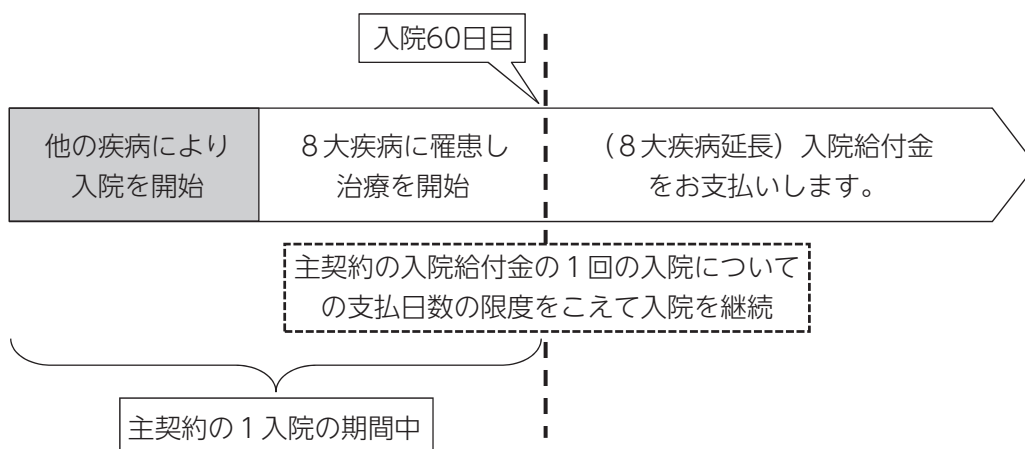 入院60日目
他の疾病により
入院を開始
８大疾病に罹患し
治療を開始
（８大疾病延長）入院給付金
をお支払いします。
主契約の入院給付金の１回の入院について
の支払日数の限度をこえて入院を継続
主契約の１入院の期間中